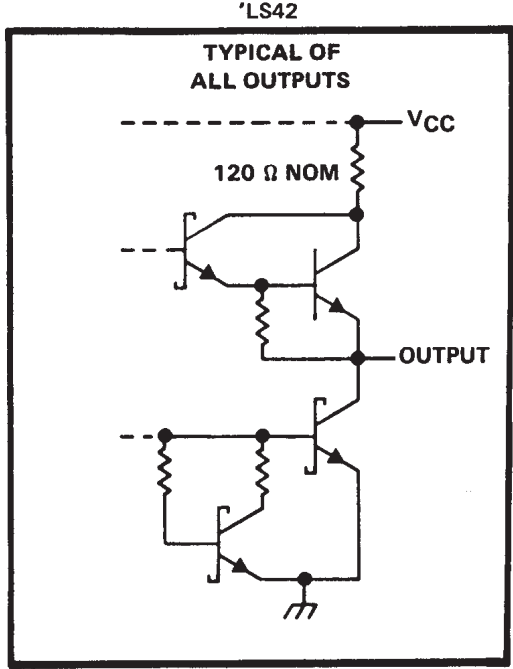 'LS42
TYPICAL OF
ALL OUTPUTS
VCC
120 Ω NOM
OUTPUT